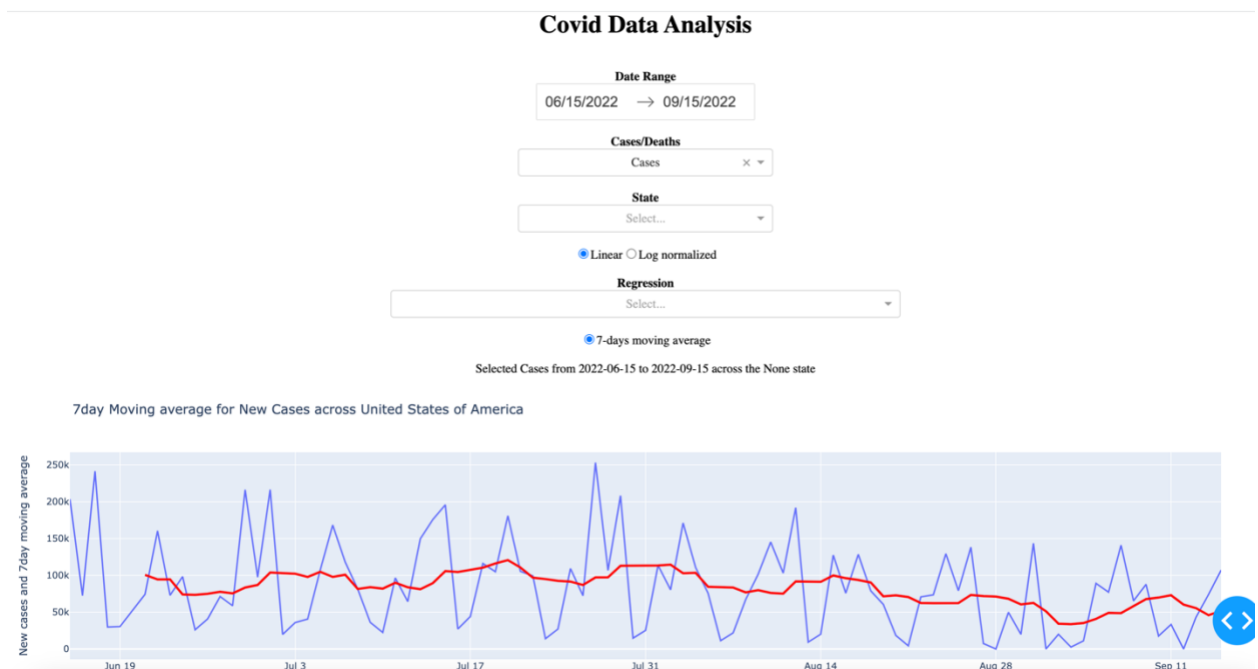 Covid Data Analysis
Date Range
06/15/2022 → 09/15/2022
Cases/Deaths
Cases ×
State
Select...
Linear Log normalized
Regression
Select...
7-days moving average
Selected Cases from 2022-06-15 to 2022-09-15 across the None state
7day Moving average for New Cases across United States of America
New cases and 7day moving average
250k
200k
150k
100k
50k
0
Jun 19 Jul 3 Jul 17 Jul 31 Aug 14 Aug 28 Sep 11